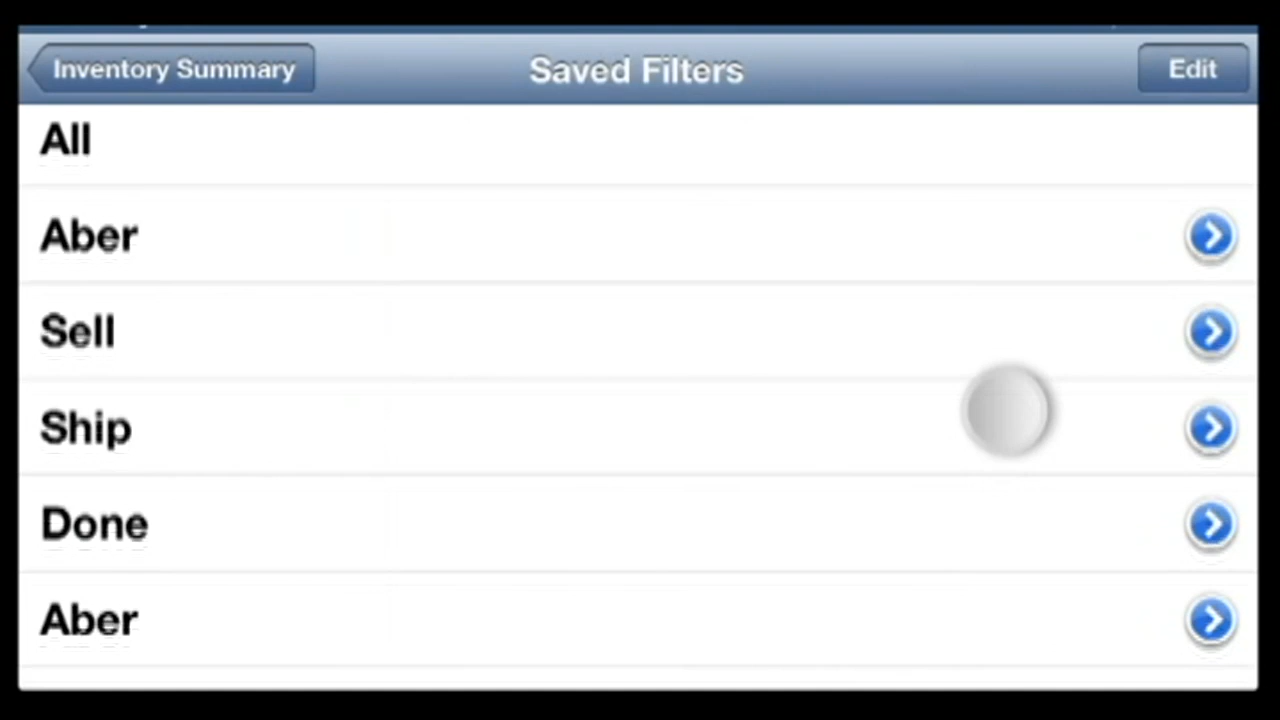 Inventory Summary
Saved Filters
Edit
All
Aber
Sell
Ship
Done
Aber